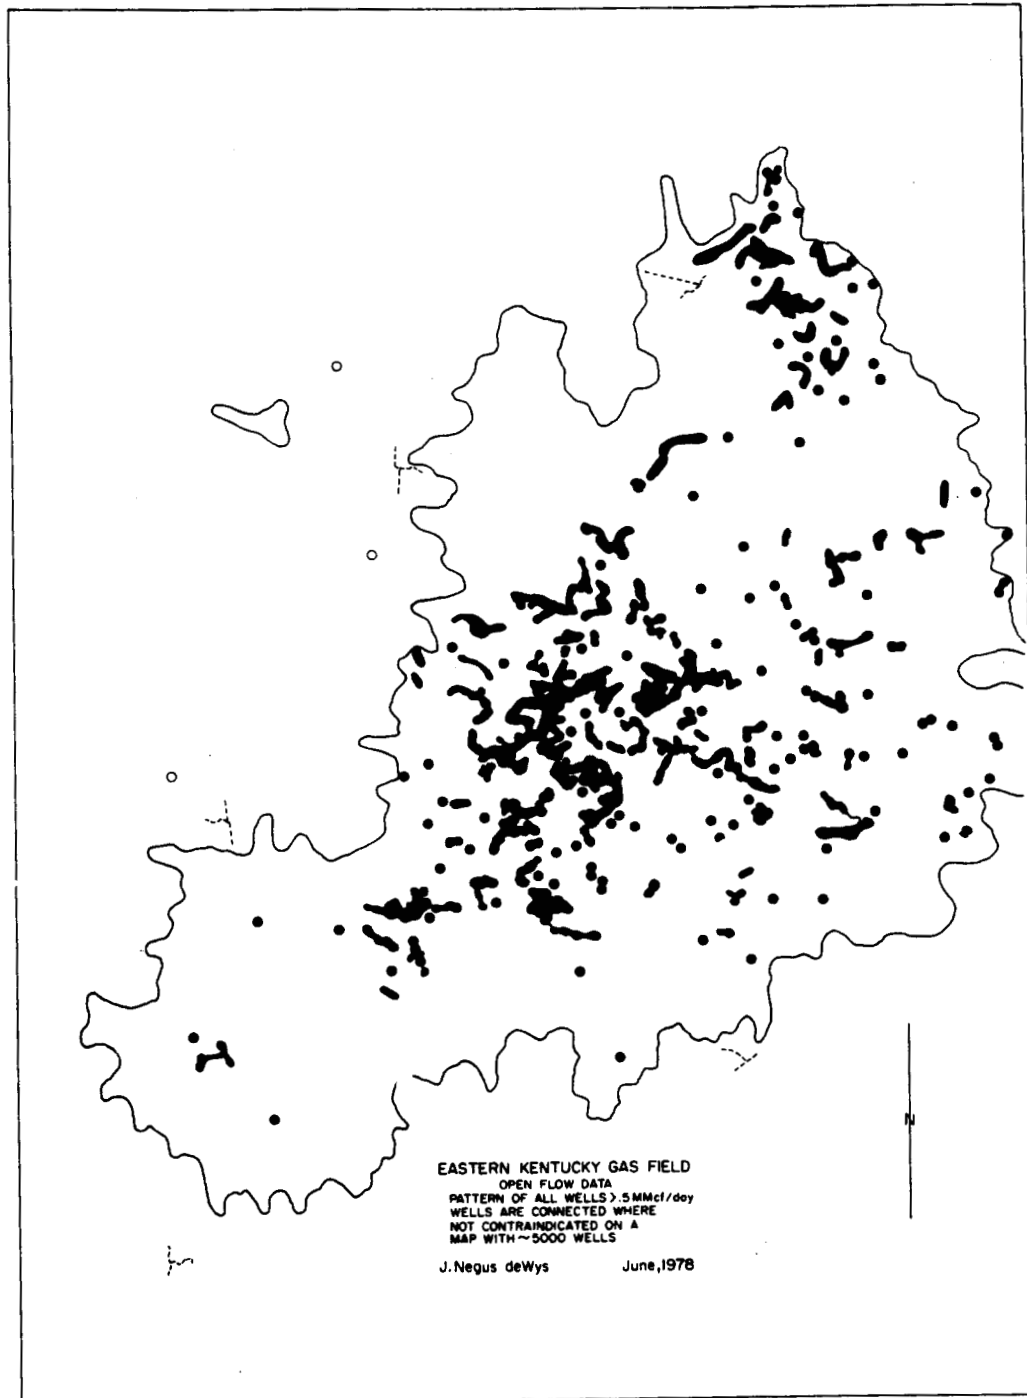 N
EASTERN KENTUCKY GAS FIELD
OPEN FLOW DATA
PATTERN OF ALL WELLS >.5 MMcf/day
WELLS ARE CONNECTED WHERE
NOT CONTRAINDICATED ON A
MAP WITH ~5000 WELLS
J. Negus deWys June, 1978